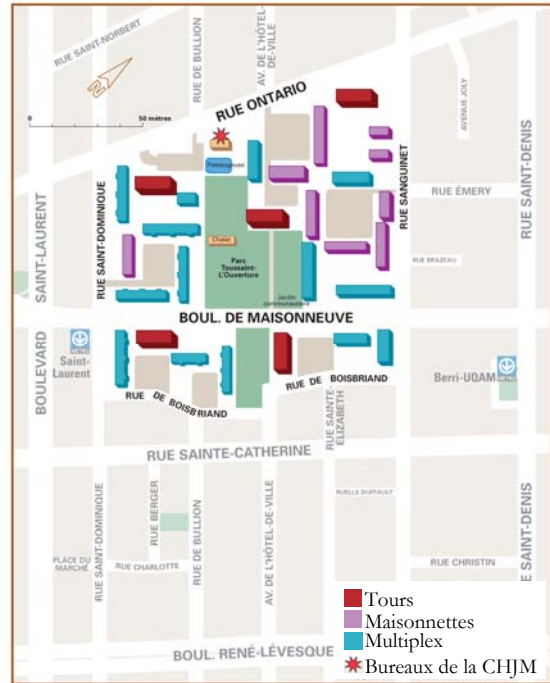 RUE SAINT-NORBERT
RUE DE BULLION
AV. DE L'HÔTEL-
DE-VILLE
N
RUE ONTARIO
AVENUE JOLY
0 50 mètres
Pataugeuse
RUE SAINT-DENIS
RUE SANGUINET
RUE ÉMERY
BOULEVARD SAINT-LAURENT
RUE SAINT-DOMINIQUE
Chalet
Parc
Toussaint-
L'Ouverture
RUE BRAZEAU
Jardin
communautaire
BOUL. DE MAISONNEUVE
MÉTRO
Saint-
Laurent
MÉTRO
Berri-UQAM
RUE DE BOISBRIAND
RUE DE BOISBRIAND
RUE SAINTE-
ELIZABETH
RUE SAINTE-CATHERINE
RUELLE DUFFAULT
RUE SAINT-DOMINIQUE
RUE BERGER
RUE DE BULLION
AV. DE L'HÔTEL-DE-VILLE
RUE SAINT-DENIS
PLACE DU
MARCHÉ
RUE CHARLOTTE
RUE CHRISTIN
BOUL. RENÉ-LÉVESQUE
Tours
Maisonnettes
Multiplex
Bureaux de la CHJM